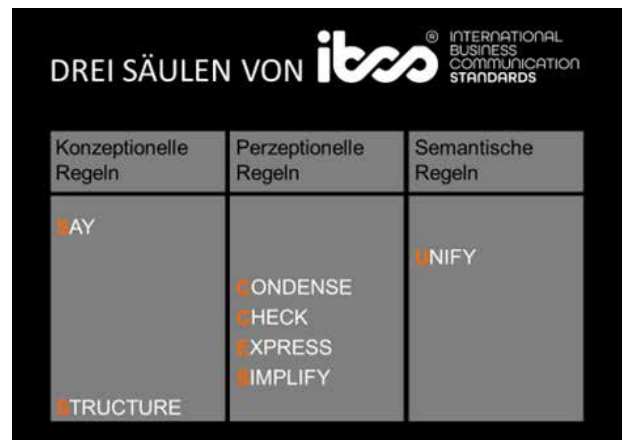 DREI SÄULEN VON ibcs ® INTERNATIONAL
BUSINESS
COMMUNICATION
STANDARDS
Konzeptionelle
Regeln
Perzeptionelle
Regeln
Semantische
Regeln
SAY
STRUCTURE
CONDENSE
CHECK
EXPRESS
SIMPLIFY
UNIFY